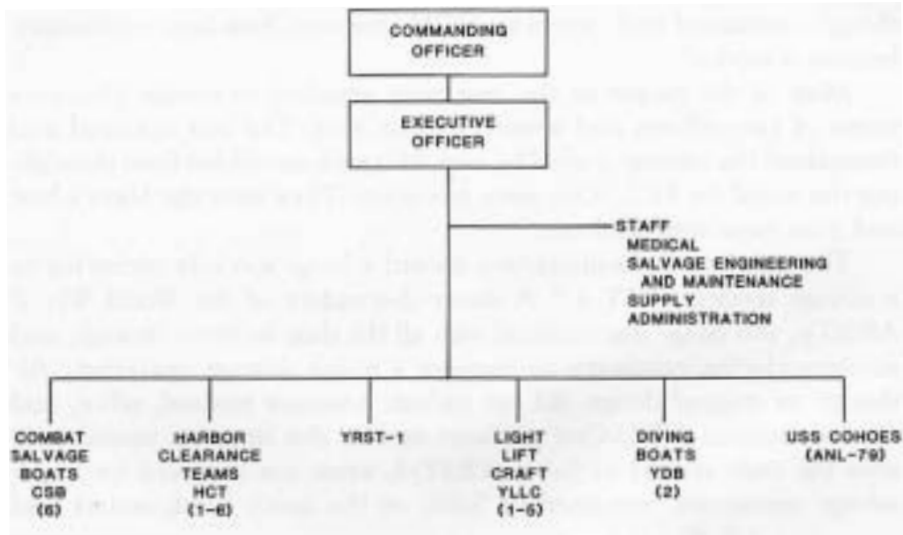 COMMANDING
OFFICER
EXECUTIVE
OFFICER
STAFF
MEDICAL
SALVAGE ENGINEERING
AND MAINTENANCE
SUPPLY
ADMINISTRATION
COMBAT
SALVAGE
BOATS
CSB
(6)
HARBOR
CLEARANCE
TEAMS
HCT
(1-6)
YRST-1
LIGHT
LIFT
CRAFT
YLLC
(1-5)
DIVING
BOATS
YDB
(2)
USS COHOES
(ANL-79)